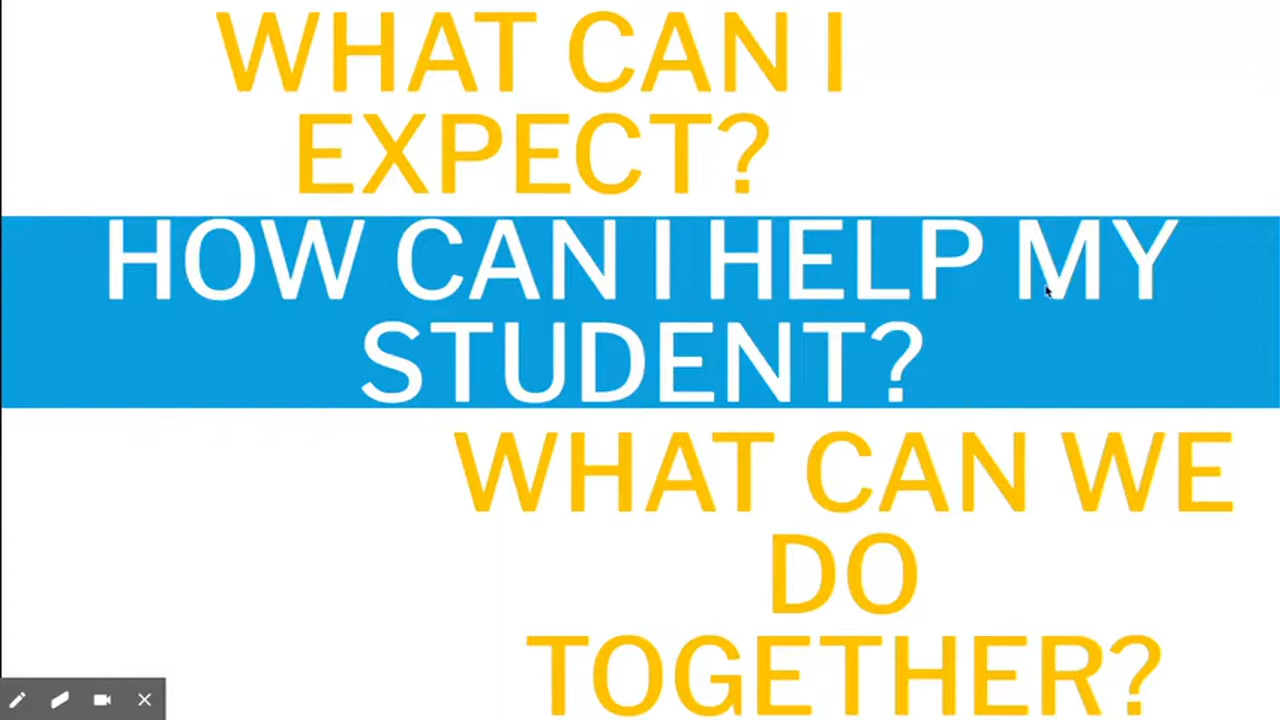 WHAT CAN I
EXPECT?
HOW CAN I HELP MY
STUDENT?
WHAT CAN WE
DO
TOGETHER?